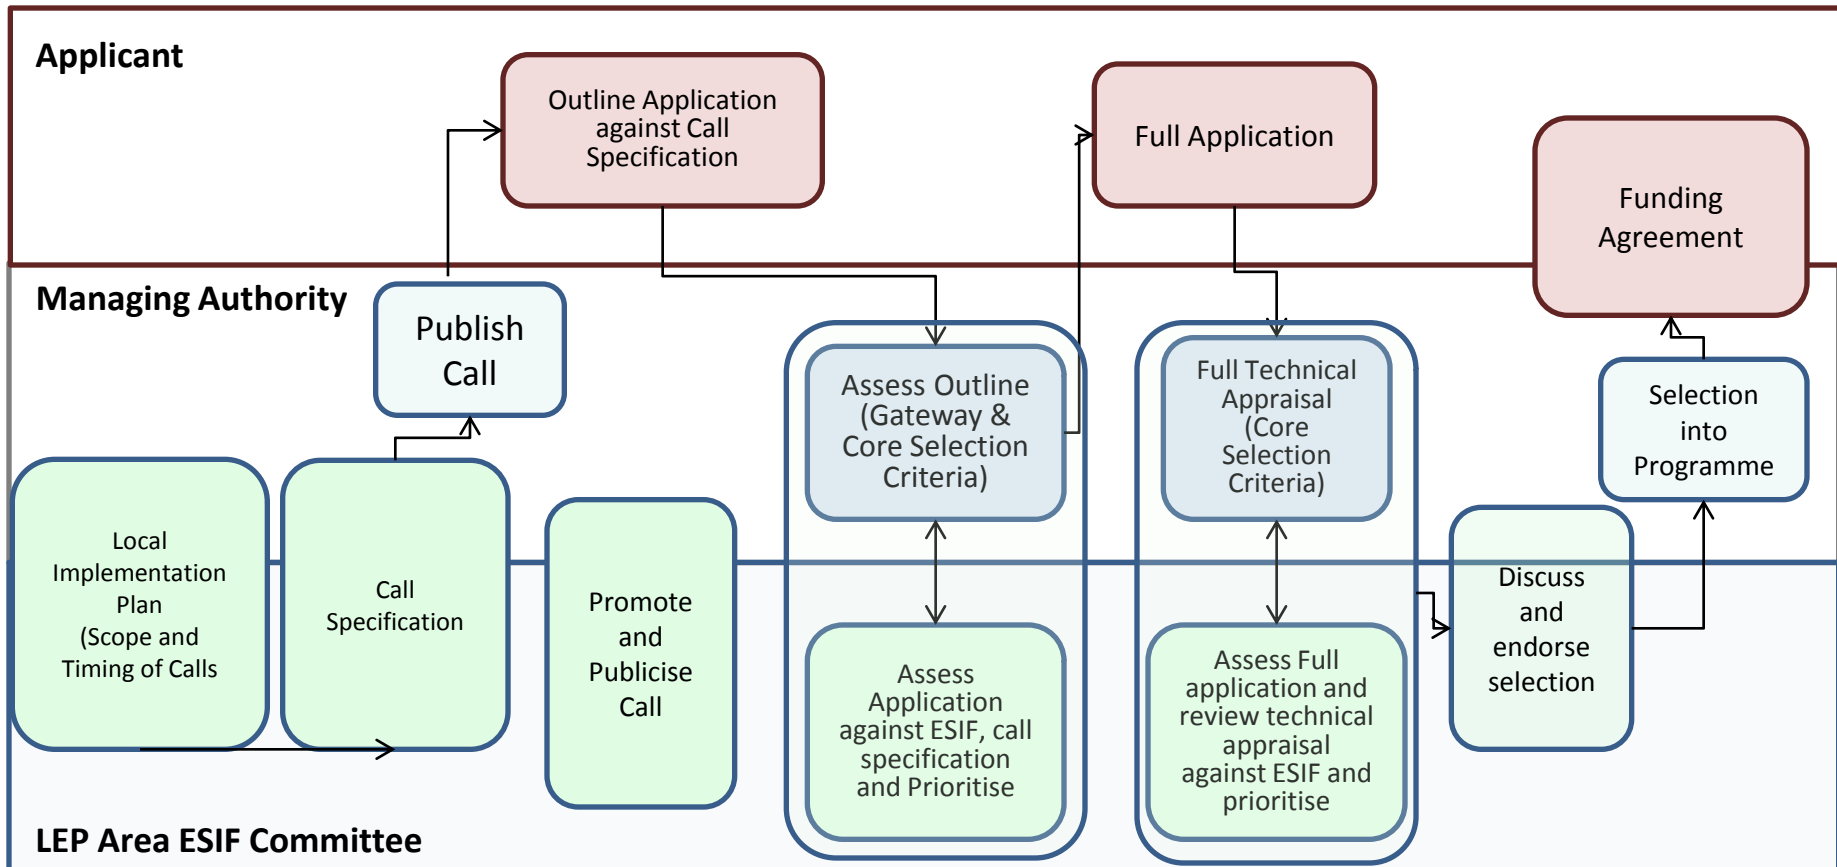 Applicant
Outline Application
against Call
Specification
Full Application
Funding
Agreement
Managing Authority
Publish
Call
Assess Outline
(Gateway &
Core Selection
Criteria)
Full Technical
Appraisal
(Core
Selection
Criteria)
Selection
into
Programme
Local
Implementation
Plan
(Scope and
Timing of Calls
Call
Specification
Promote
and
Publicise
Call
Assess
Application
against ESIF, call
specification
and Prioritise
Assess Full
application and
review technical
appraisal
against ESIF and
prioritise
Discuss
and
endorse
selection
LEP Area ESIF Committee